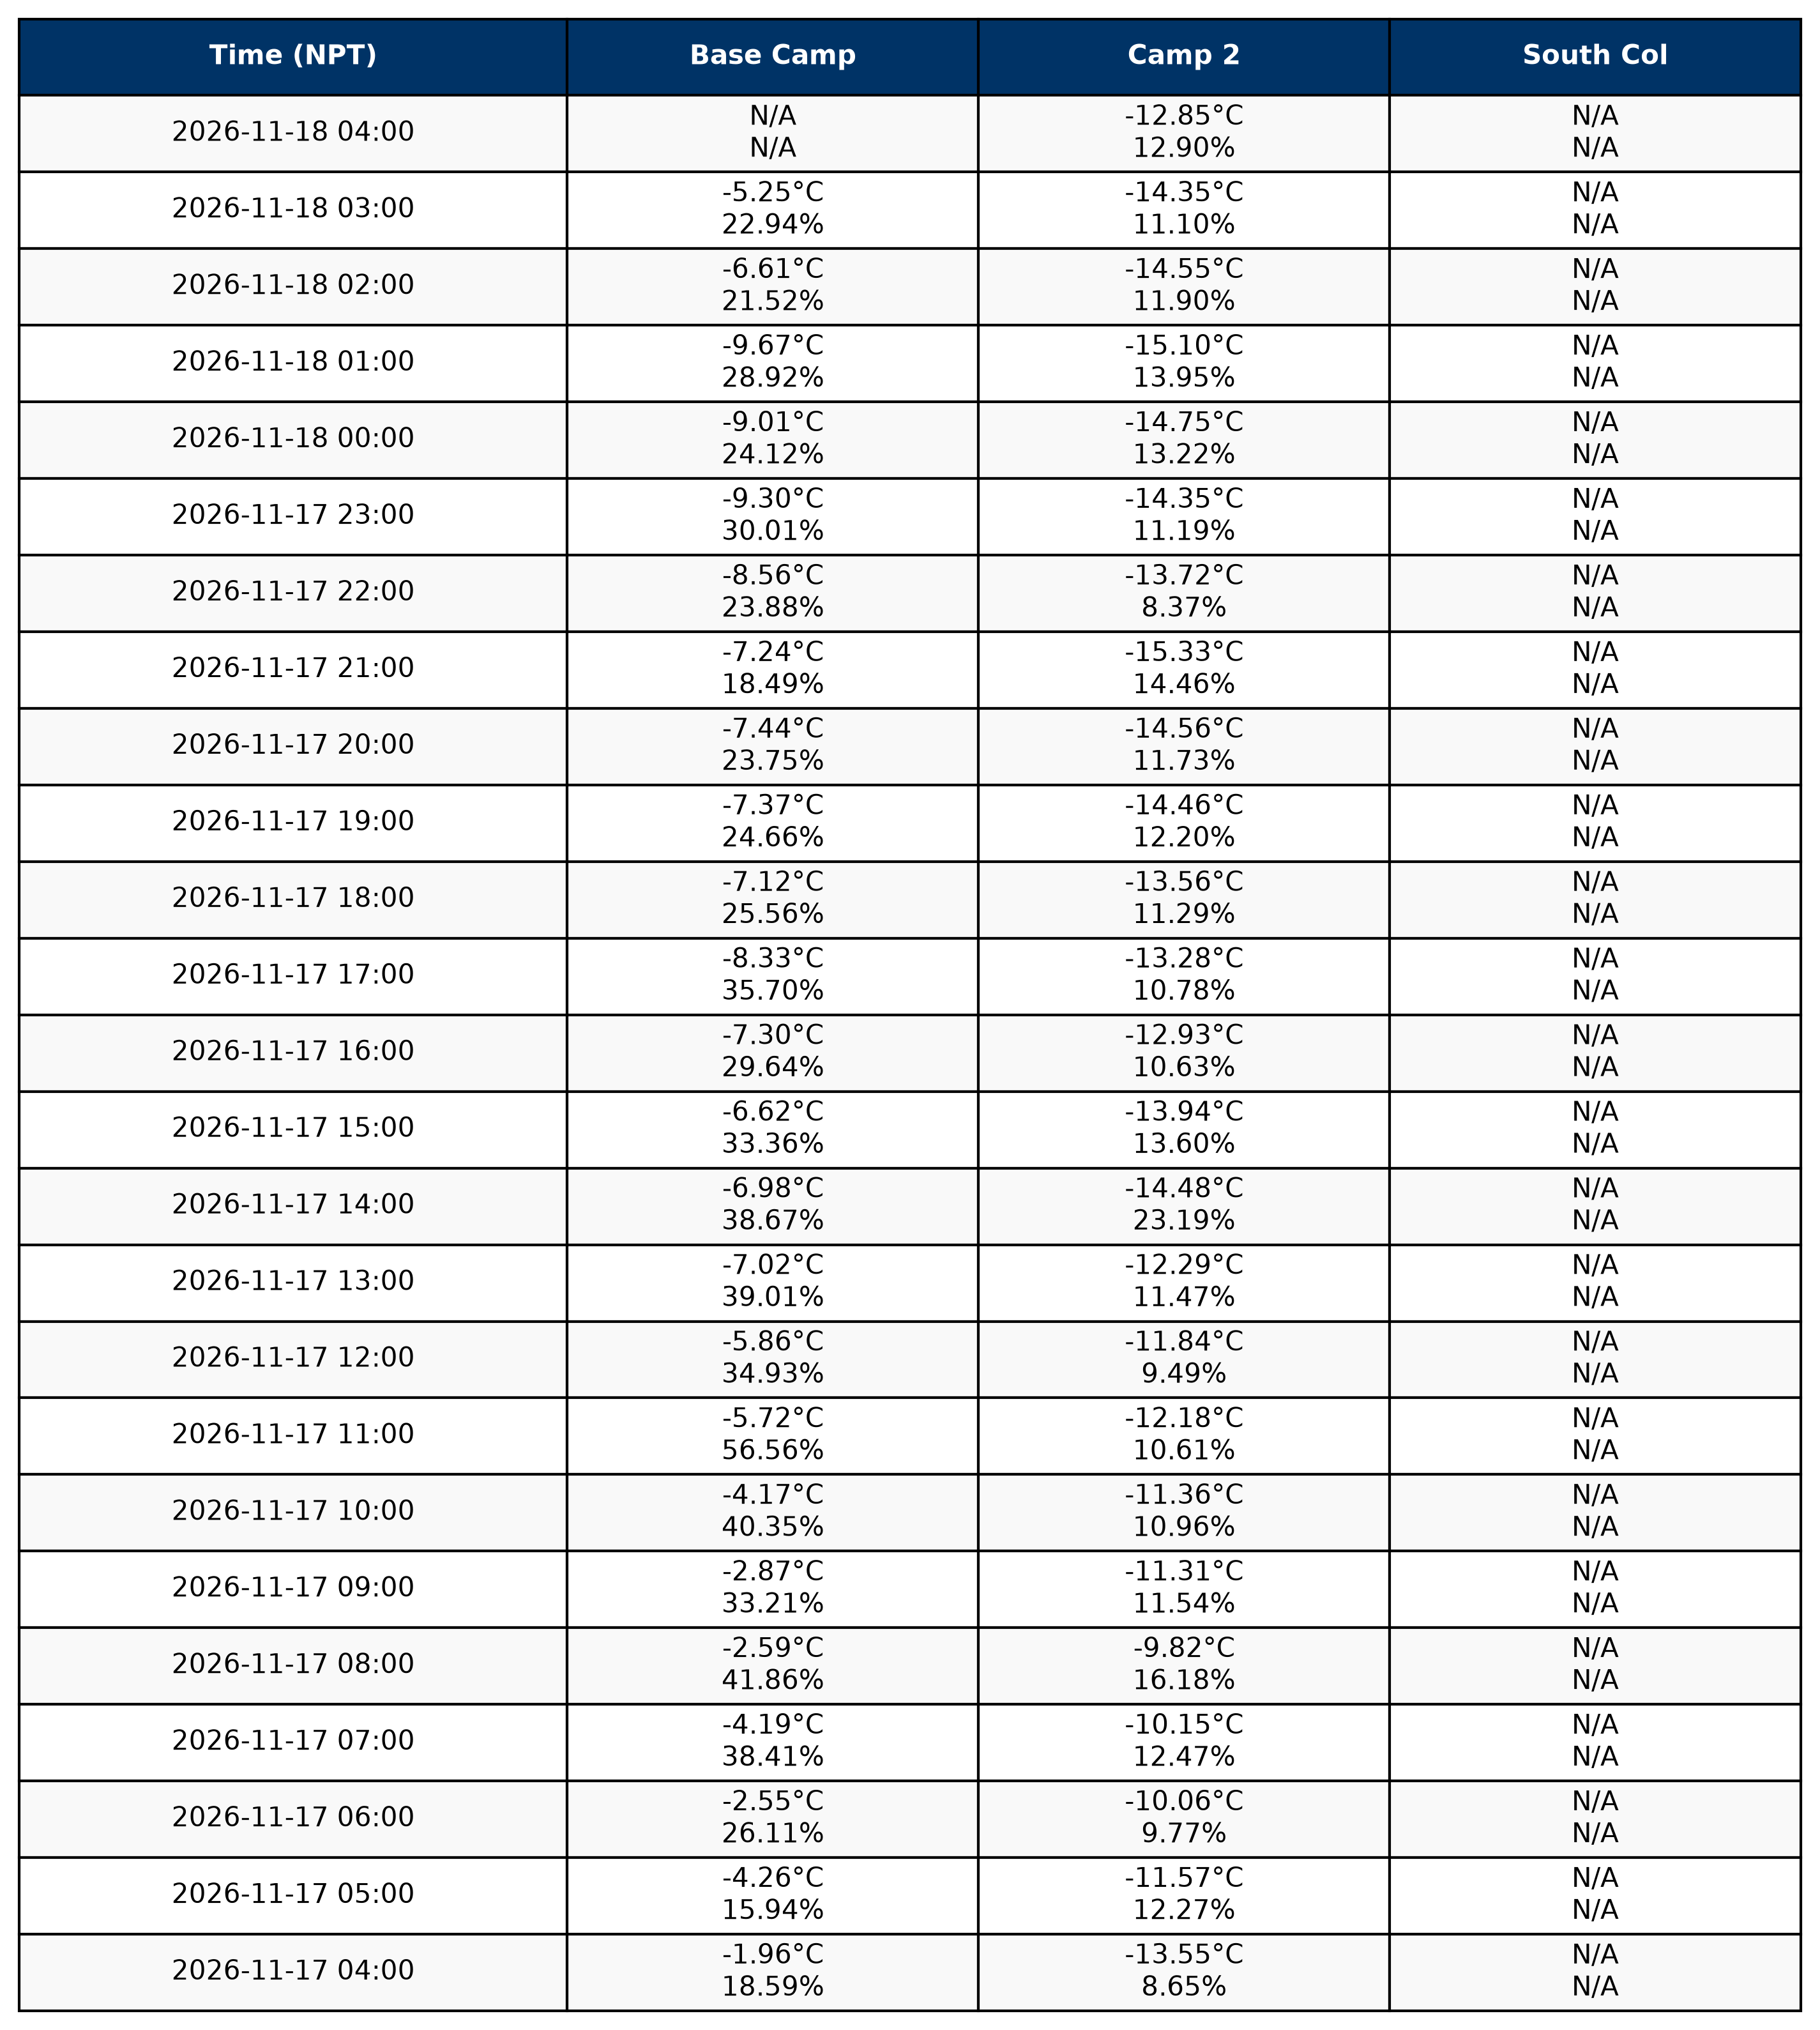 Time (NPT) Base Camp Camp 2 South Col
N/A -12.85°C N/A
2026-11-18 04:00
N/A 12.90% N/A
-5.25°C -14.35°C N/A
2026-11-18 03:00
22.94% 11.10% N/A
-6.61°C -14.55°C N/A
2026-11-18 02:00
21.52% 11.90% N/A
-9.67°C -15.10°C N/A
2026-11-18 01:00
28.92% 13.95% N/A
-9.01°C -14.75°C N/A
2026-11-18 00:00
24.12% 13.22% N/A
-9.30°C -14.35°C N/A
2026-11-17 23:00
30.01% 11.19% N/A
-8.56°C -13.72°C N/A
2026-11-17 22:00
23.88% 8.37% N/A
-7.24°C -15.33°C N/A
2026-11-17 21:00
18.49% 14.46% N/A
-7.44°C -14.56°C N/A
2026-11-17 20:00
23.75% 11.73% N/A
-7.37°C -14.46°C N/A
2026-11-17 19:00
24.66% 12.20% N/A
-7.12°C -13.56°C N/A
2026-11-17 18:00
25.56% 11.29% N/A
-8.33°C -13.28°C N/A
2026-11-17 17:00
35.70% 10.78% N/A
-7.30°C -12.93°C N/A
2026-11-17 16:00
29.64% 10.63% N/A
-6.62°C -13.94°C N/A
2026-11-17 15:00
33.36% 13.60% N/A
-6.98°C -14.48°C N/A
2026-11-17 14:00
38.67% 23.19% N/A
-7.02°C -12.29°C N/A
2026-11-17 13:00
39.01% 11.47% N/A
-5.86°C -11.84°C N/A
2026-11-17 12:00
34.93% 9.49% N/A
-5.72°C -12.18°C N/A
2026-11-17 11:00
56.56% 10.61% N/A
-4.17°C -11.36°C N/A
2026-11-17 10:00
40.35% 10.96% N/A
-2.87°C -11.31°C N/A
2026-11-17 09:00
33.21% 11.54% N/A
-2.59°C -9.82°C N/A
2026-11-17 08:00
41.86% 16.18% N/A
-4.19°C -10.15°C N/A
2026-11-17 07:00
38.41% 12.47% N/A
-2.55°C -10.06°C N/A
2026-11-17 06:00
26.11% 9.77% N/A
-4.26°C -11.57°C N/A
2026-11-17 05:00
15.94% 12.27% N/A
-1.96°C -13.55°C N/A
2026-11-17 04:00
18.59% 8.65% N/A